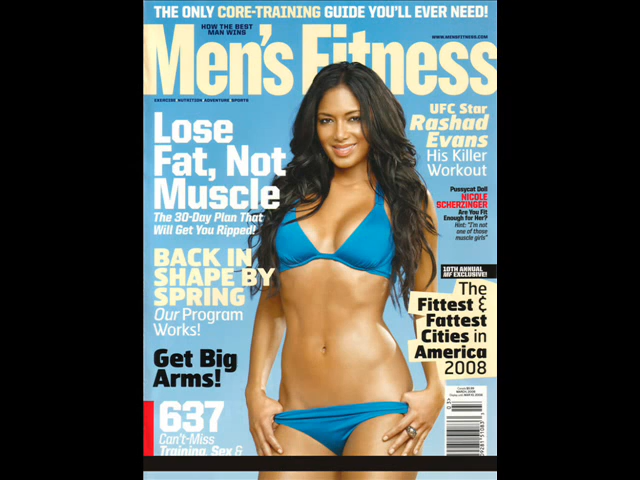 THE ONLY CORE-TRAINING GUIDE YOU'LL EVER NEED!
HOW THE BEST
MAN WINS
WWW.MENSFITNESS.COM
Men's Fitness
EXERCISE • NUTRITION • ADVENTURE • SPORTS
Lose
Fat, Not
Muscle
The 30-Day Plan That
Will Get You Ripped!
BACK IN
SHAPE BY
SPRING
Our Program
Works!
Get Big
Arms!
637
Can't-Miss
Training, Sex &
UFC Star
Rashad
Evans
His Killer
Workout
Pussycat Doll
NICOLE
SCHERZINGER
Are You Fit
Enough for Her?
Hint: "I'm not
one of those
muscle girls"
10TH ANNUAL
MF EXCLUSIVE!
The
Fittest &
Fattest
Cities in
America
2008
MARCH 2008